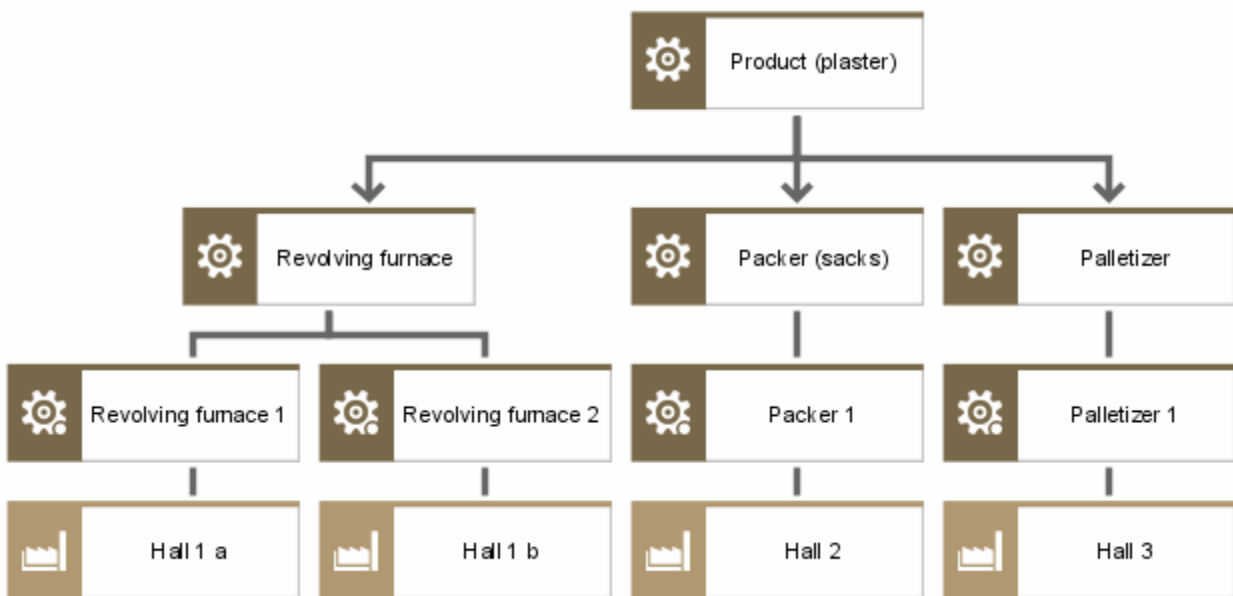 Product (plaster)
Revolving furnace
Packer (sacks)
Palletizer
Revolving furnace 1
Revolving furnace 2
Packer 1
Palletizer 1
Hall 1 a
Hall 1 b
Hall 2
Hall 3